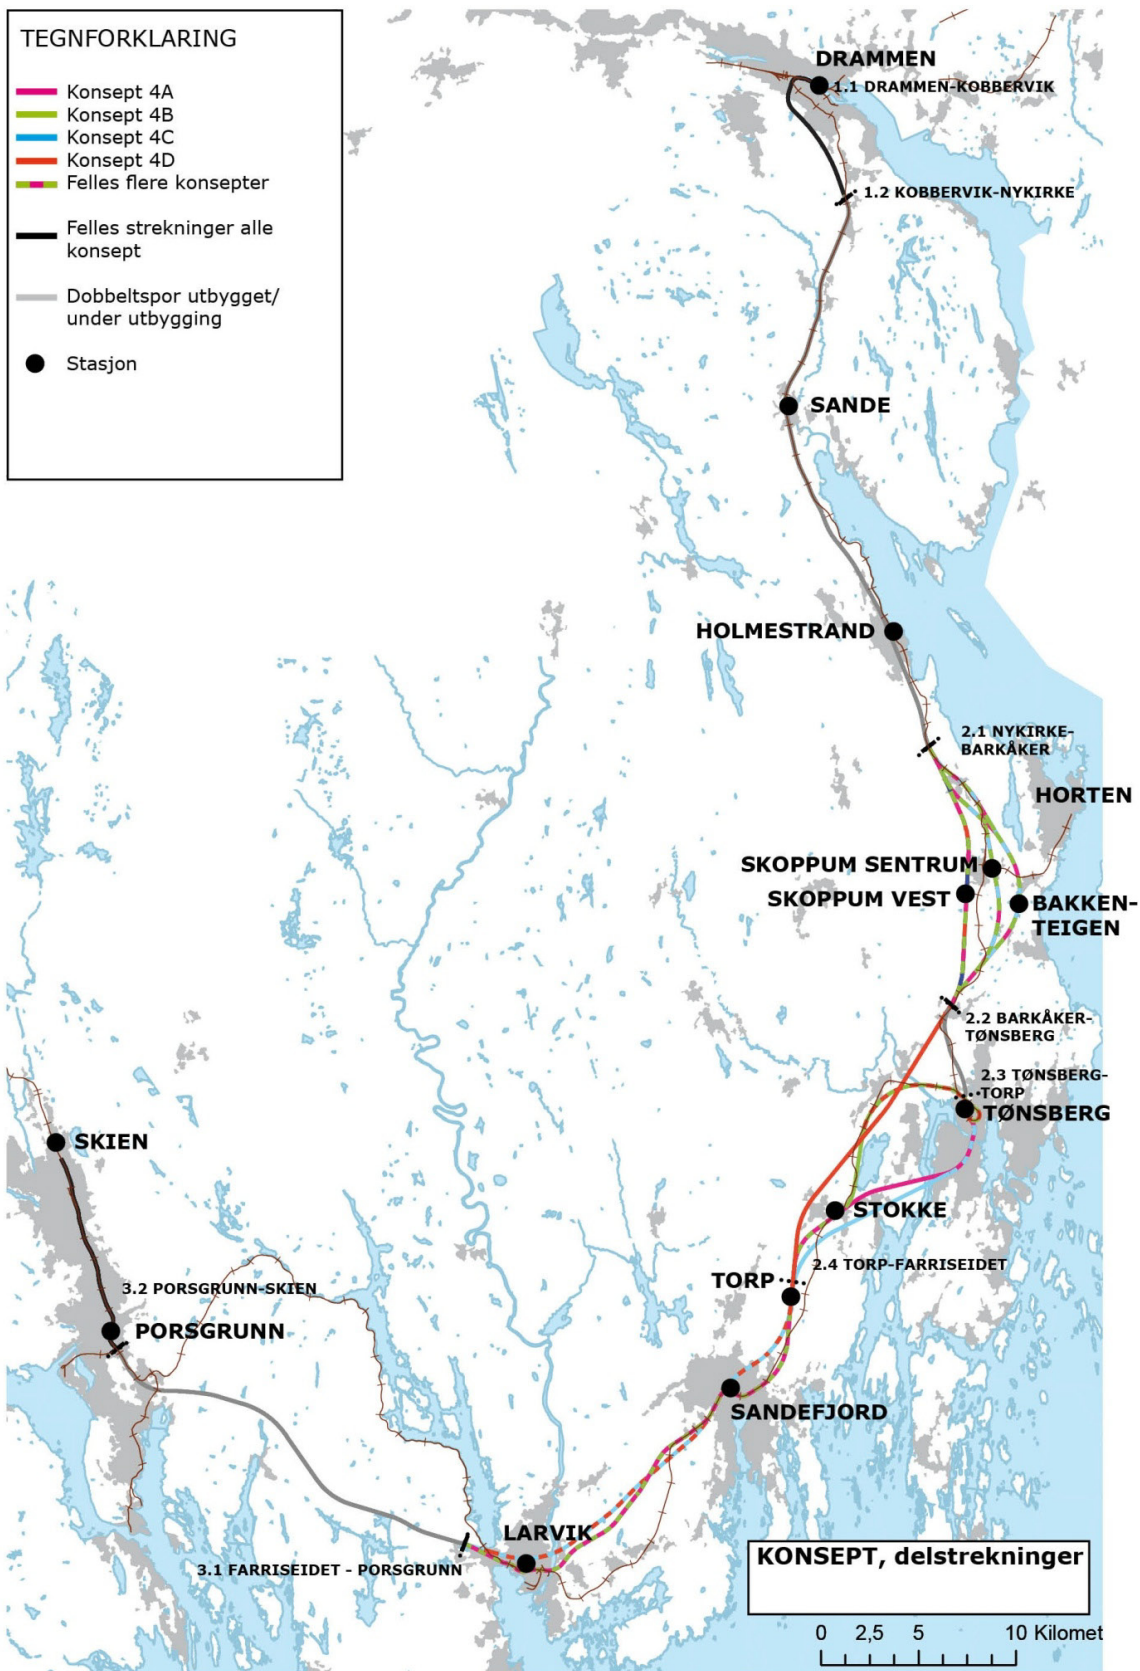 TEGNFORKLARING
Konsept 4A
Konsept 4B
Konsept 4C
Konsept 4D
Felles flere konsepter
Felles strekninger alle
konsept
Dobbeltspor utbygget/
under utbygging
Stasjon
DRAMMEN
1.1 DRAMMEN-KOBBERVIK
1.2 KOBBERVIK-NYKIRKE
SANDE
HOLMESTRAND
2.1 NYKIRKE-
BARKÅKER
HORTEN
SKOPPUM SENTRUM
SKOPPUM VEST
BAKKEN-
TEIGEN
2.2 BARKÅKER-
TØNSBERG
2.3 TØNSBERG-
TORP
TØNSBERG
SKIEN
STOKKE
2.4 TORP-FARRISEIDET
TORP
3.2 PORSGRUNN-SKIEN
PORSGRUNN
SANDEFJORD
LARVIK
3.1 FARRISEIDET - PORSGRUNN
KONSEPT, delstrekninger
0 2,5 5 10 Kilomet